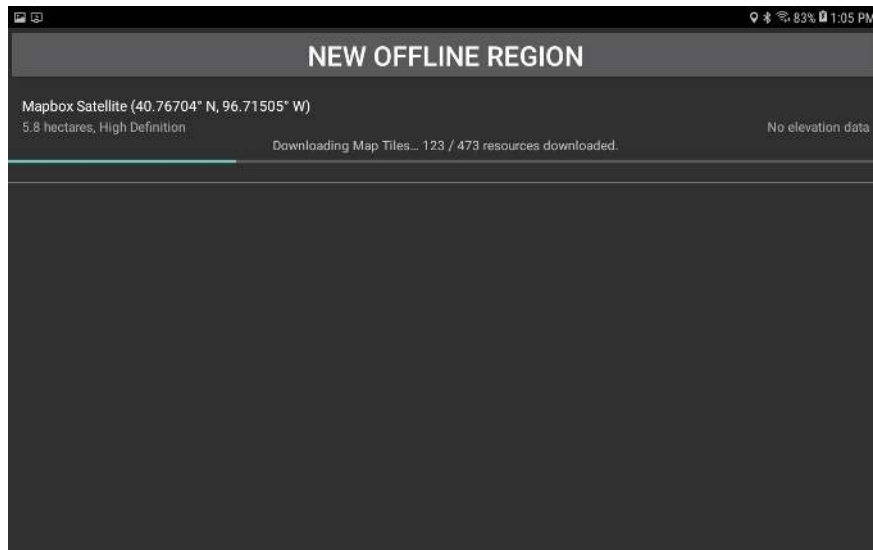 83% 1:05 PM
NEW OFFLINE REGION
Mapbox Satellite (40.76704° N, 96.71505° W)
5.8 hectares, High Definition
No elevation data
Downloading Map Tiles... 123 / 473 resources downloaded.